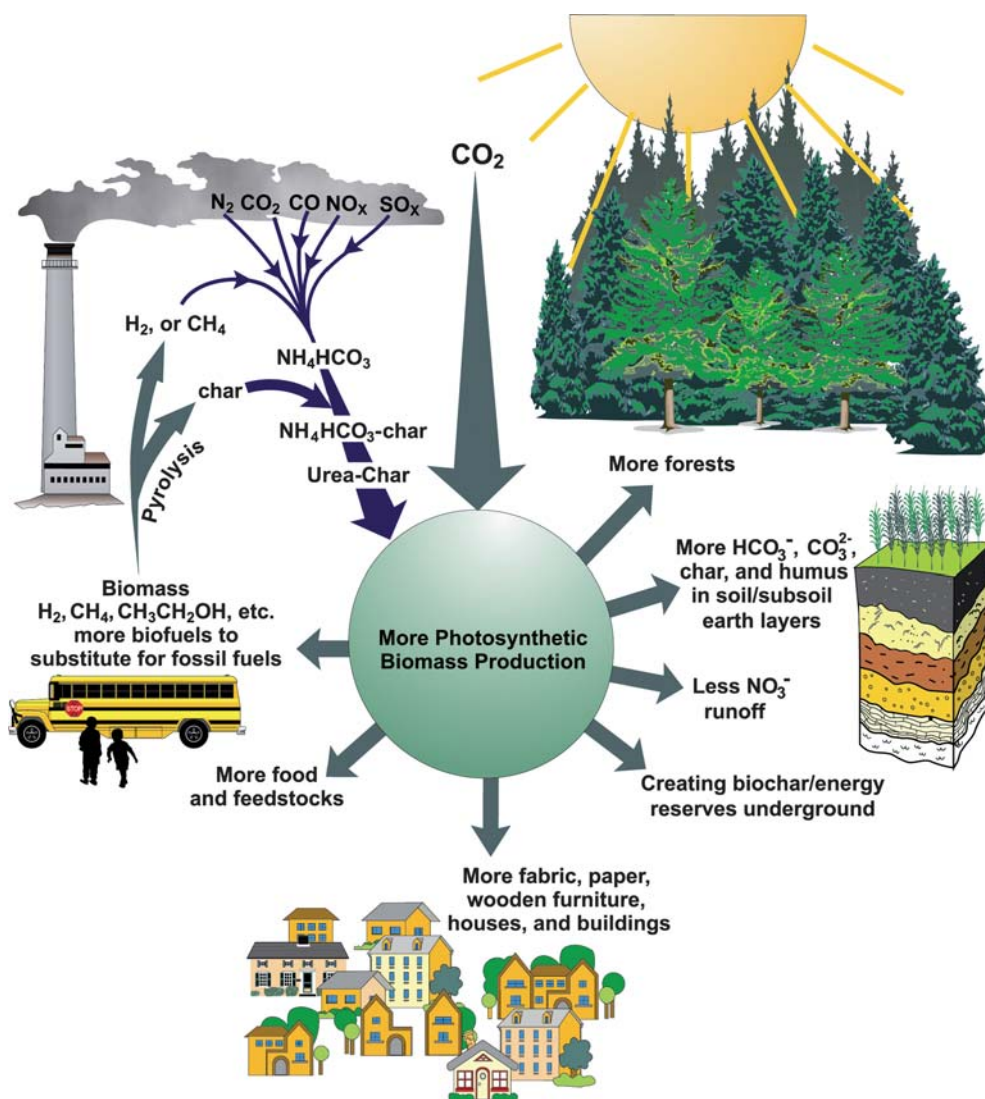 CO₂
N₂ CO₂ CO NOₓ SOₓ
H₂, or CH₄
NH₄HCO₃
char
NH₄HCO₃-char
Urea-Char
Pyrolysis
Biomass
H₂, CH₄, CH₃CH₂OH, etc.
more biofuels to
substitute for fossil fuels
STOP
More Photosynthetic
Biomass Production
More forests
More HCO₃⁻, CO₃²⁻,
char, and humus
in soil/subsoil
earth layers
Less NO₃⁻
runoff
Creating biochar/energy
reserves underground
More food
and feedstocks
More fabric, paper,
wooden furniture,
houses, and buildings